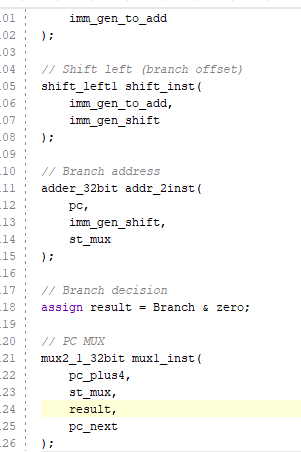 01 imm_gen_to_add
02 );
03
04 // Shift left (branch offset)
05 shift_left1 shift_inst(
06 imm_gen_to_add,
07 imm_gen_shift
08 );
09
10 // Branch address
11 adder_32bit addr_2inst(
12 pc,
13 imm_gen_shift,
14 st_mux
15 );
16
17 // Branch decision
18 assign result = Branch & zero;
19
20 // PC MUX
21 mux2_1_32bit mux1_inst(
22 pc_plus4,
23 st_mux,
24 result,
25 pc_next
26 );